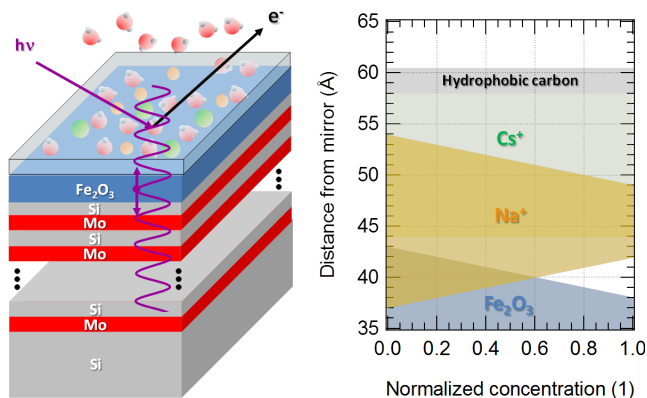 e-
hν
Fe2O3
Si
Mo
Si
Mo
Si
Mo
Si
65
60
55
50
45
40
35
Distance from mirror (Å)
Hydrophobic carbon
Cs+
Na+
Fe2O3
0.0 0.2 0.4 0.6 0.8 1.0
Normalized concentration (1)